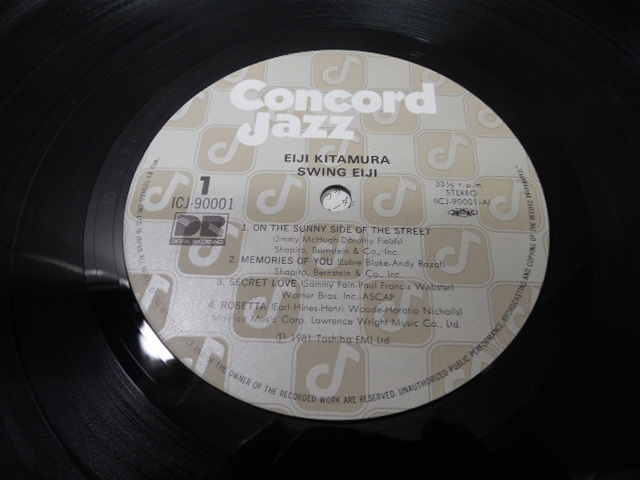 Concord
Jazz
EIJI KITAMURA
SWING EIJI
1
ICJ-90001
DR
DIGITAL RECORDING
33⅓ r.p.m.
STEREO
(ICJ-90001-A)
1. ON THE SUNNY SIDE OF THE STREET
(Jimmy McHugh-Dorothy Fields)
Shapiro, Bernstein & Co., Inc.
2. MEMORIES OF YOU (Eubie Blake-Andy Razaf)
Shapiro, Bernstein & Co., Inc.
3. SECRET LOVE (Sammy Fain-Paul Francis Webster)
Warner Bros. Inc.-ASCAP
4. ROSETTA (Earl Hines-Henri Woode-Horatio Nicholls)
Mayfair Music Corp. Lawrence Wright Music Co., Ltd.
℗ 1981 Toshiba EMI Ltd.
OF THE OWNER OF THE RECORDED WORK ARE RESERVED. UNAUTHORIZED PUBLIC PERFORMANCE, BROADCASTING AND COPYING OF THE RECORD